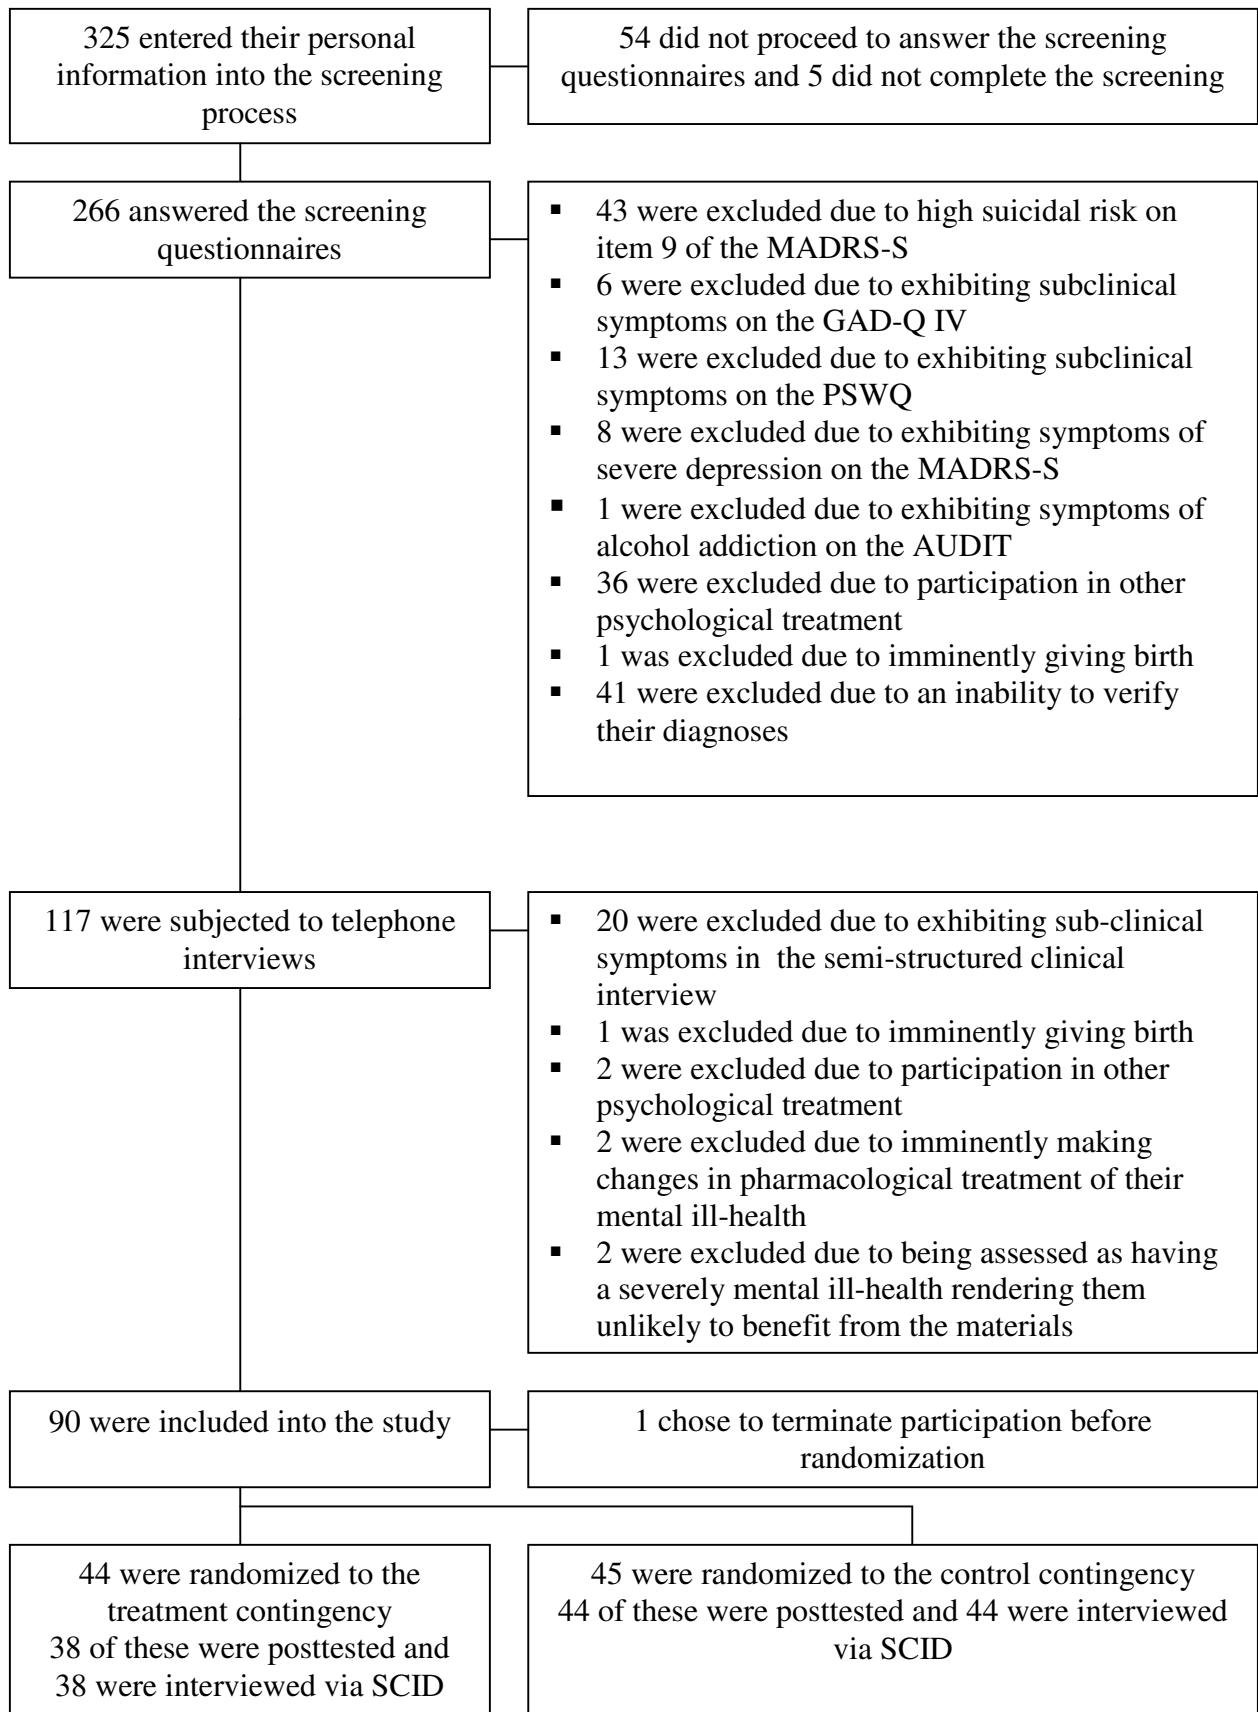 325 entered their personal
information into the screening
process
54 did not proceed to answer the screening
questionnaires and 5 did not complete the screening
266 answered the screening
questionnaires
▪ 43 were excluded due to high suicidal risk on
item 9 of the MADRS-S
▪ 6 were excluded due to exhibiting subclinical
symptoms on the GAD-Q IV
▪ 13 were excluded due to exhibiting subclinical
symptoms on the PSWQ
▪ 8 were excluded due to exhibiting symptoms of
severe depression on the MADRS-S
▪ 1 were excluded due to exhibiting symptoms of
alcohol addiction on the AUDIT
▪ 36 were excluded due to participation in other
psychological treatment
▪ 1 was excluded due to imminently giving birth
▪ 41 were excluded due to an inability to verify
their diagnoses
117 were subjected to telephone
interviews
▪ 20 were excluded due to exhibiting sub-clinical
symptoms in the semi-structured clinical
interview
▪ 1 was excluded due to imminently giving birth
▪ 2 were excluded due to participation in other
psychological treatment
▪ 2 were excluded due to imminently making
changes in pharmacological treatment of their
mental ill-health
▪ 2 were excluded due to being assessed as having
a severely mental ill-health rendering them
unlikely to benefit from the materials
90 were included into the study
1 chose to terminate participation before
randomization
44 were randomized to the
treatment contingency
38 of these were posttested and
38 were interviewed via SCID
45 were randomized to the control contingency
44 of these were posttested and 44 were interviewed
via SCID